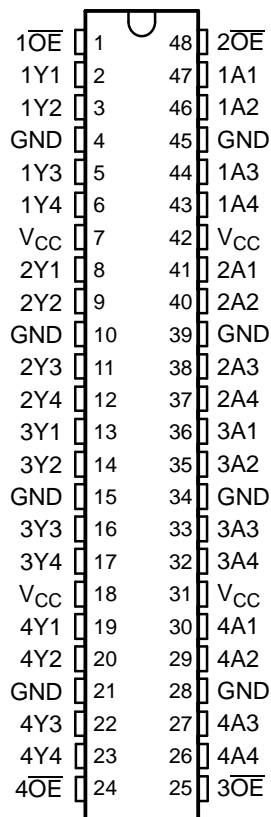 1O̅E̅ 1 48 2O̅E̅
1Y1 2 47 1A1
1Y2 3 46 1A2
GND 4 45 GND
1Y3 5 44 1A3
1Y4 6 43 1A4
VCC 7 42 VCC
2Y1 8 41 2A1
2Y2 9 40 2A2
GND 10 39 GND
2Y3 11 38 2A3
2Y4 12 37 2A4
3Y1 13 36 3A1
3Y2 14 35 3A2
GND 15 34 GND
3Y3 16 33 3A3
3Y4 17 32 3A4
VCC 18 31 VCC
4Y1 19 30 4A1
4Y2 20 29 4A2
GND 21 28 GND
4Y3 22 27 4A3
4Y4 23 26 4A4
4O̅E̅ 24 25 3O̅E̅